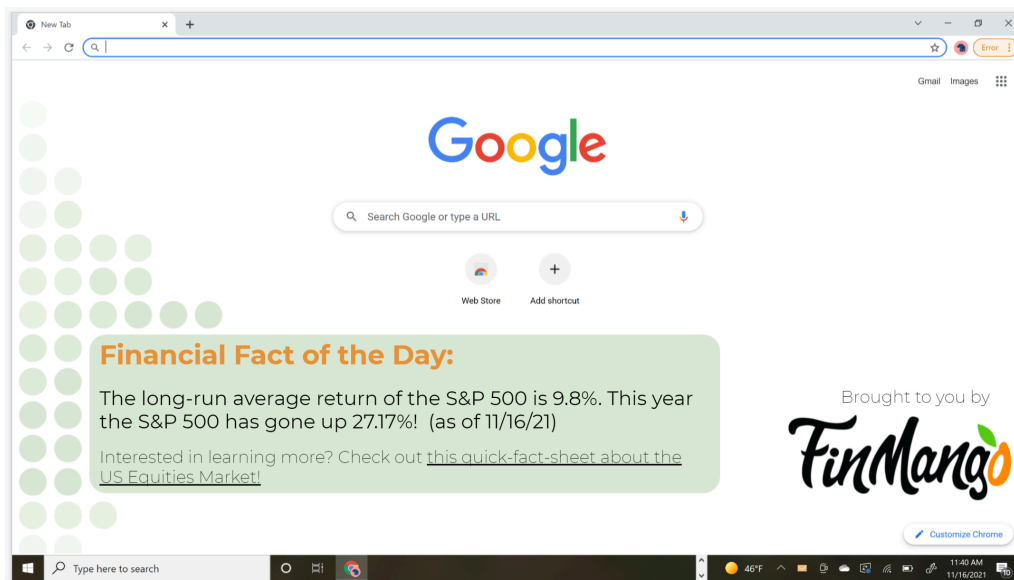 New Tab
Error
Gmail Images
Google
Search Google or type a URL
Web Store
Add shortcut
Financial Fact of the Day:
The long-run average return of the S&P 500 is 9.8%. This year
the S&P 500 has gone up 27.17%! (as of 11/16/21)
Interested in learning more? Check out this quick-fact-sheet about the
US Equities Market!
Brought to you by
FinMango
Customize Chrome
Type here to search
46°F
11:40 AM
11/16/2021
10